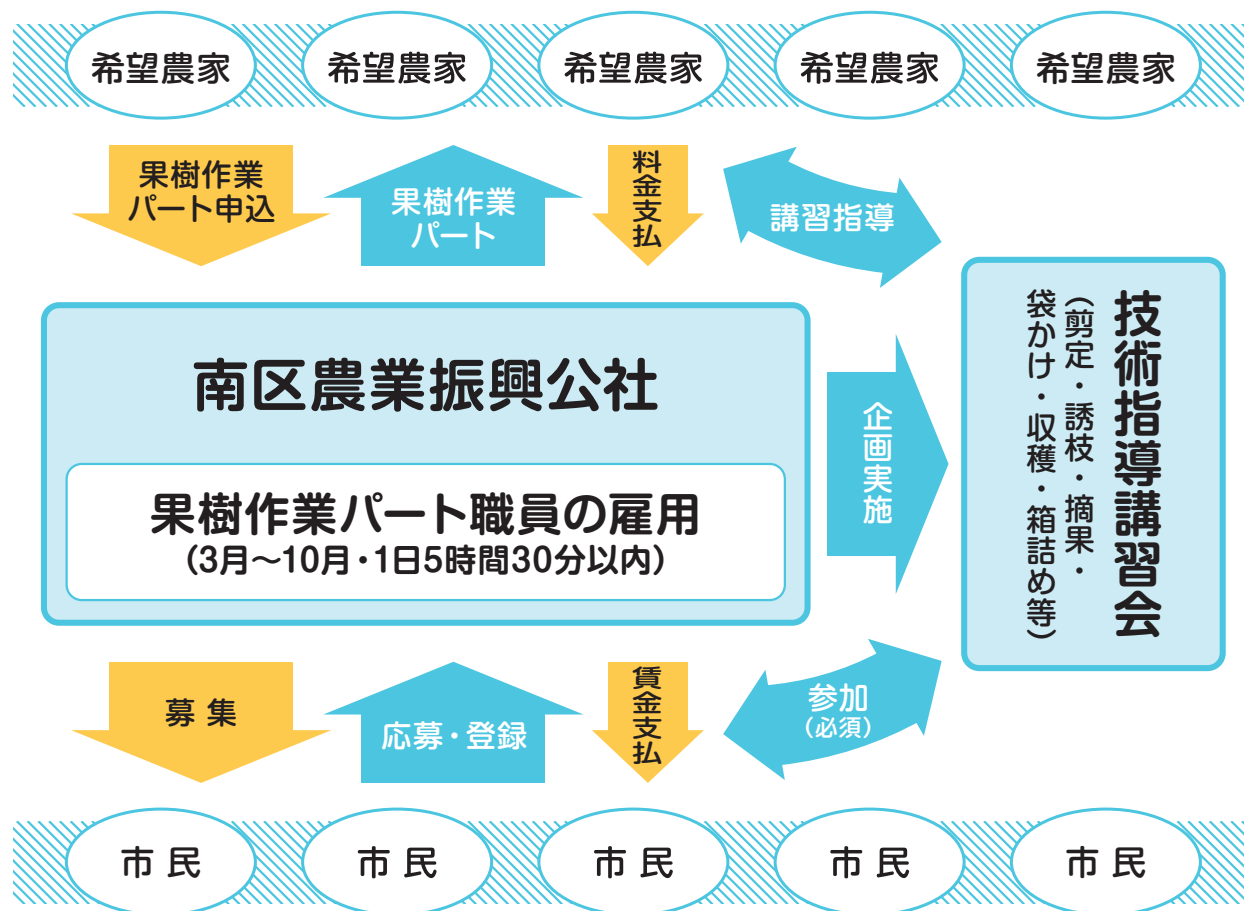 希望農家
希望農家
希望農家
希望農家
希望農家
果樹作業
パート申込
果樹作業
パート
料金支払
講習指導
南区農業振興公社
果樹作業パート職員の雇用
(3月～10月・1日5時間30分以内)
企画実施
技術指導講習会
(剪定・誘枝・摘果・
袋かけ・収穫・箱詰め等)
募集
応募・登録
賃金支払
参加
(必須)
市民
市民
市民
市民
市民